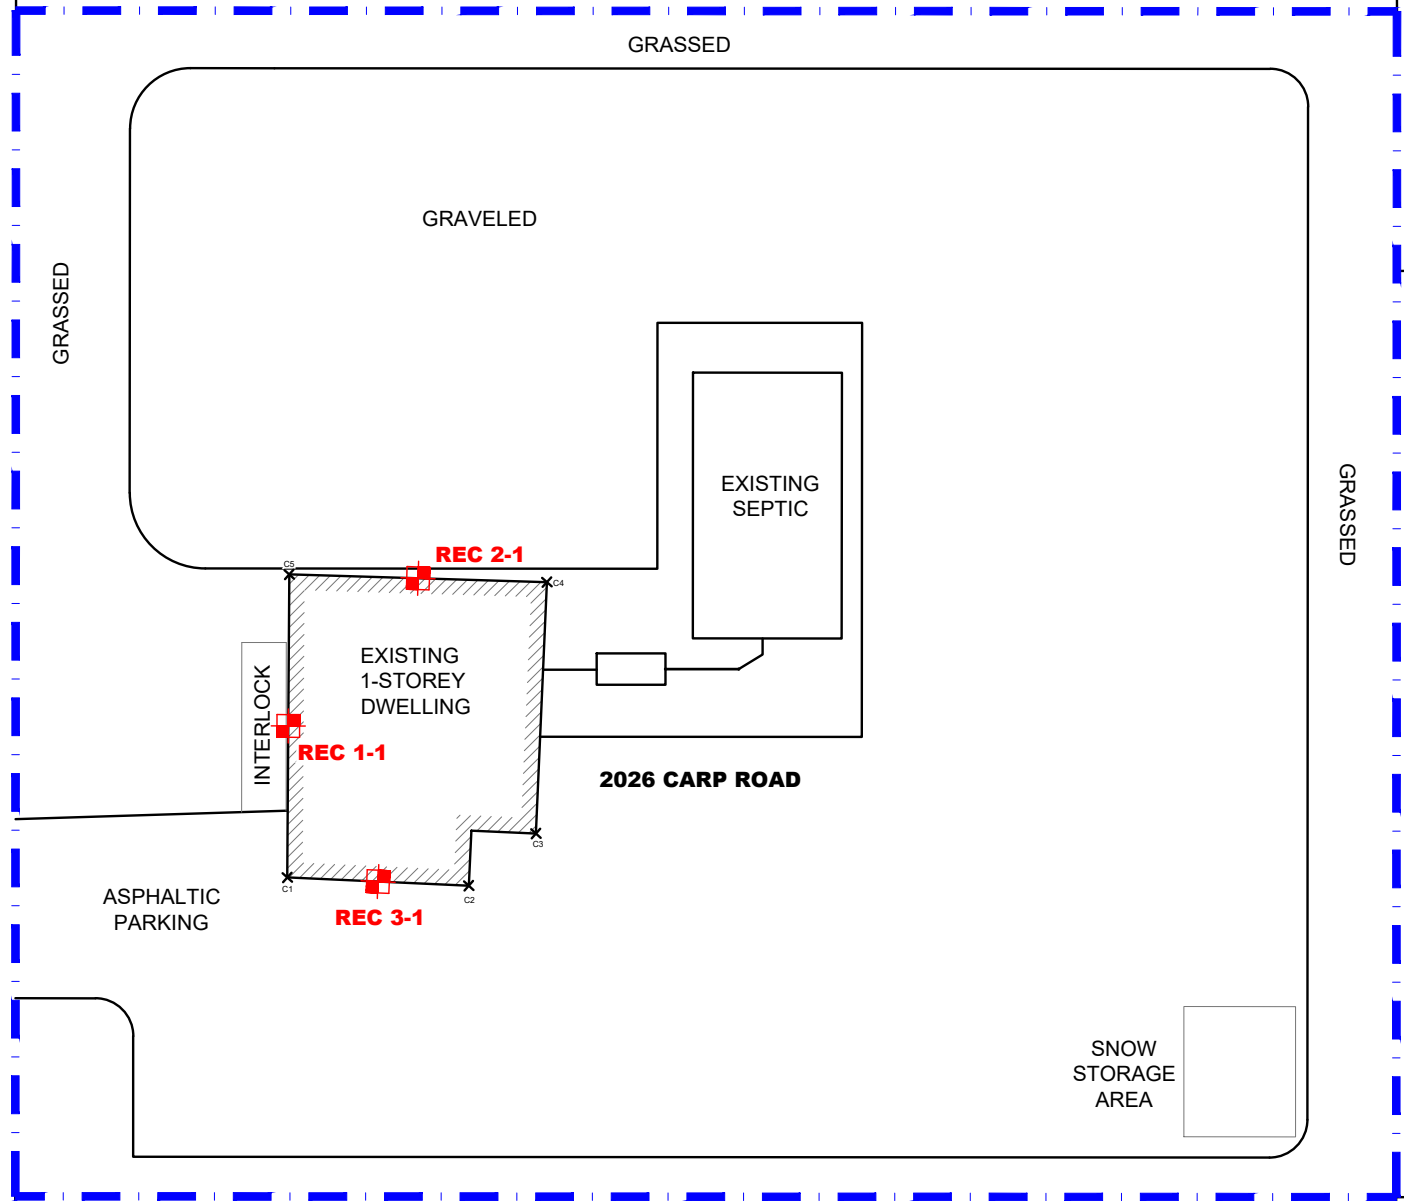 GRASSED
GRAVELED
GRASSED
EXISTING
SEPTIC
GRASSED
REC 2-1
C5
C4
EXISTING
1-STOREY
DWELLING
INTERLOCK
REC 1-1
2026 CARP ROAD
C3
C1
C2
ASPHALTIC
PARKING
REC 3-1
SNOW
STORAGE
AREA